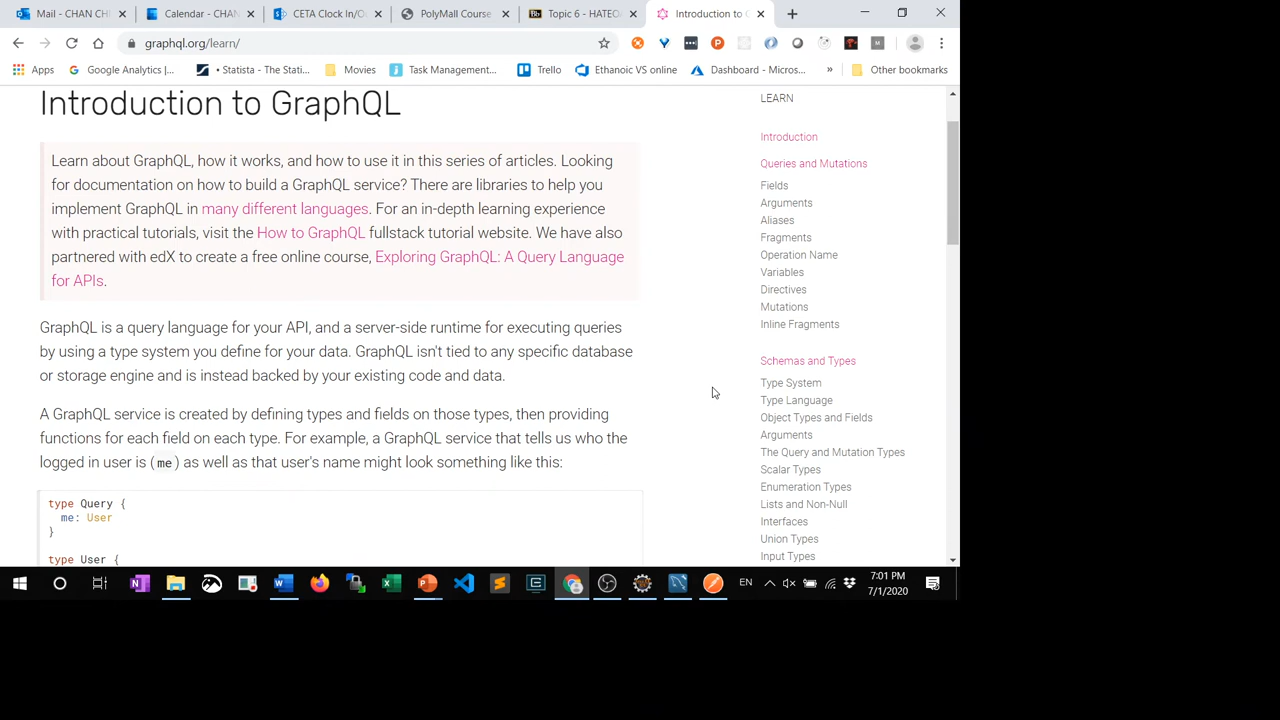 Mail - CHAN CH
Calendar - CHAN
CETA Clock In/O
PolyMall Course
Topic 6 - HATEO
Introduction to G
graphql.org/learn/
Apps
Google Analytics |...
• Statista - The Stati...
Movies
Task Management...
Trello
Ethanoic VS online
Dashboard - Micros...
»
Other bookmarks
Introduction to GraphQL
Learn about GraphQL, how it works, and how to use it in this series of articles. Looking
for documentation on how to build a GraphQL service? There are libraries to help you
implement GraphQL in many different languages. For an in-depth learning experience
with practical tutorials, visit the How to GraphQL fullstack tutorial website. We have also
partnered with edX to create a free online course, Exploring GraphQL: A Query Language
for APIs.
GraphQL is a query language for your API, and a server-side runtime for executing queries
by using a type system you define for your data. GraphQL isn't tied to any specific database
or storage engine and is instead backed by your existing code and data.
A GraphQL service is created by defining types and fields on those types, then providing
functions for each field on each type. For example, a GraphQL service that tells us who the
logged in user is (me) as well as that user's name might look something like this:
type Query {
me: User
}
type User {
LEARN
Introduction
Queries and Mutations
Fields
Arguments
Aliases
Fragments
Operation Name
Variables
Directives
Mutations
Inline Fragments
Schemas and Types
Type System
Type Language
Object Types and Fields
Arguments
The Query and Mutation Types
Scalar Types
Enumeration Types
Lists and Non-Null
Interfaces
Union Types
Input Types
EN
7:01 PM
7/1/2020